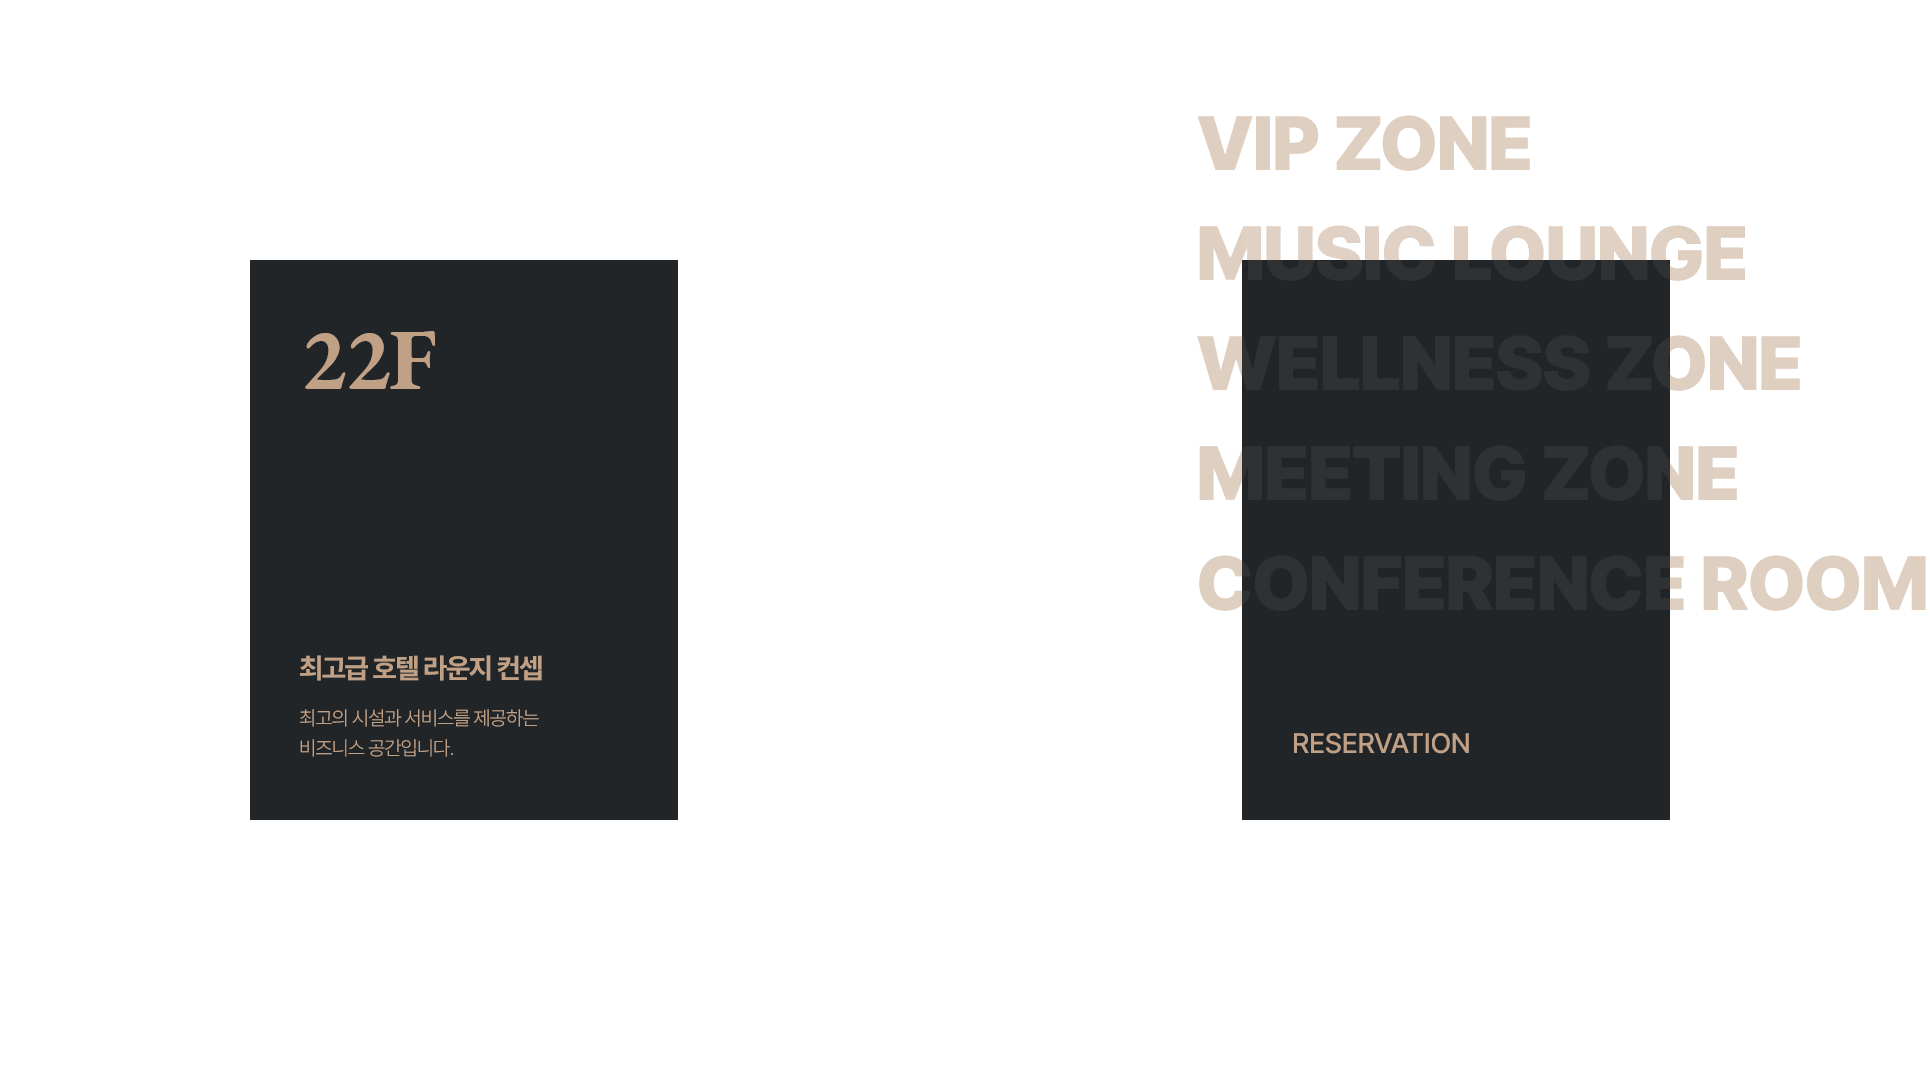 22F
최고급 호텔 라운지 컨셉
최고의 시설과 서비스를 제공하는
비즈니스 공간입니다.
VIP ZONE
MUSIC LOUNGE
WELLNESS ZONE
MEETING ZONE
CONFERENCE ROOM
RESERVATION